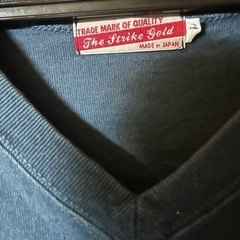 TRADE MARK OF QUALITY
The Strike Gold
MADE IN JAPAN